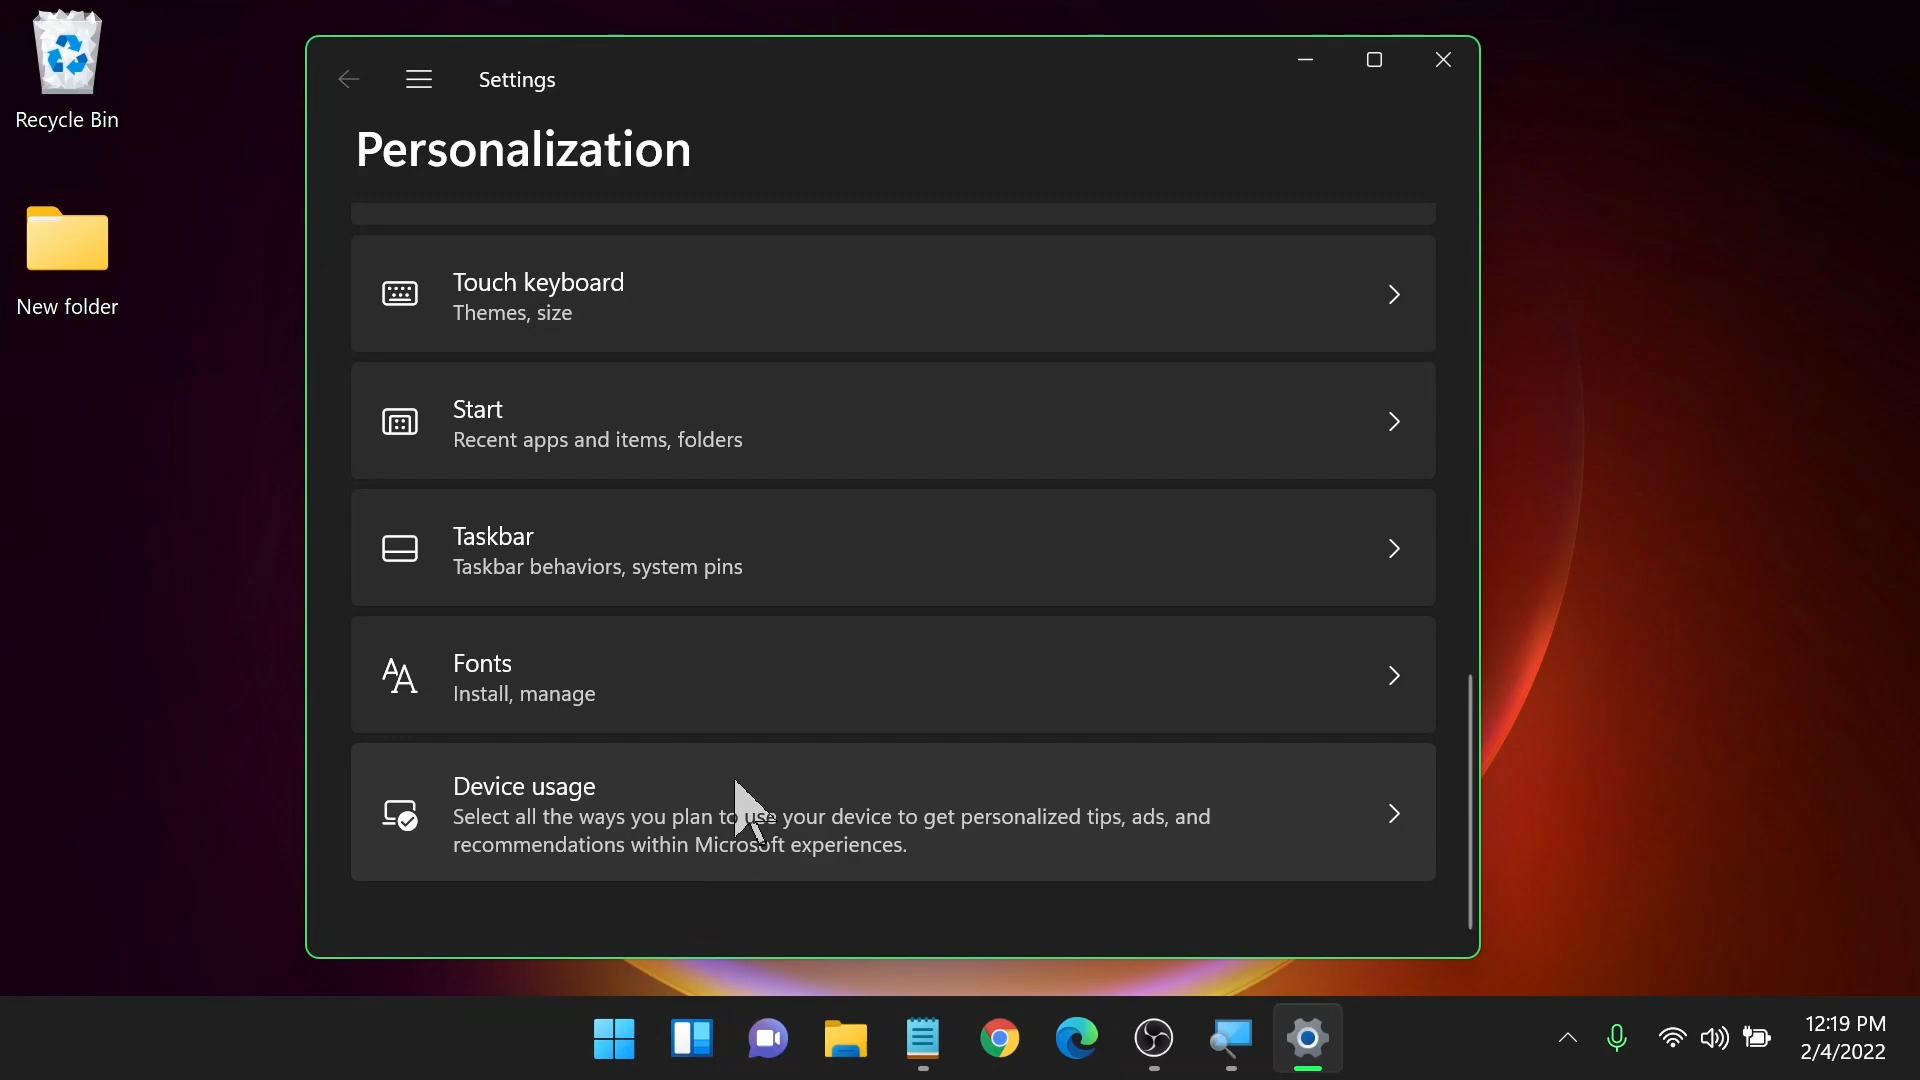 Recycle Bin
New folder
Settings
Personalization
Touch keyboard
Themes, size
Start
Recent apps and items, folders
Taskbar
Taskbar behaviors, system pins
Fonts
Install, manage
Device usage
Select all the ways you plan to use your device to get personalized tips, ads, and
recommendations within Microsoft experiences.
12:19 PM
2/4/2022